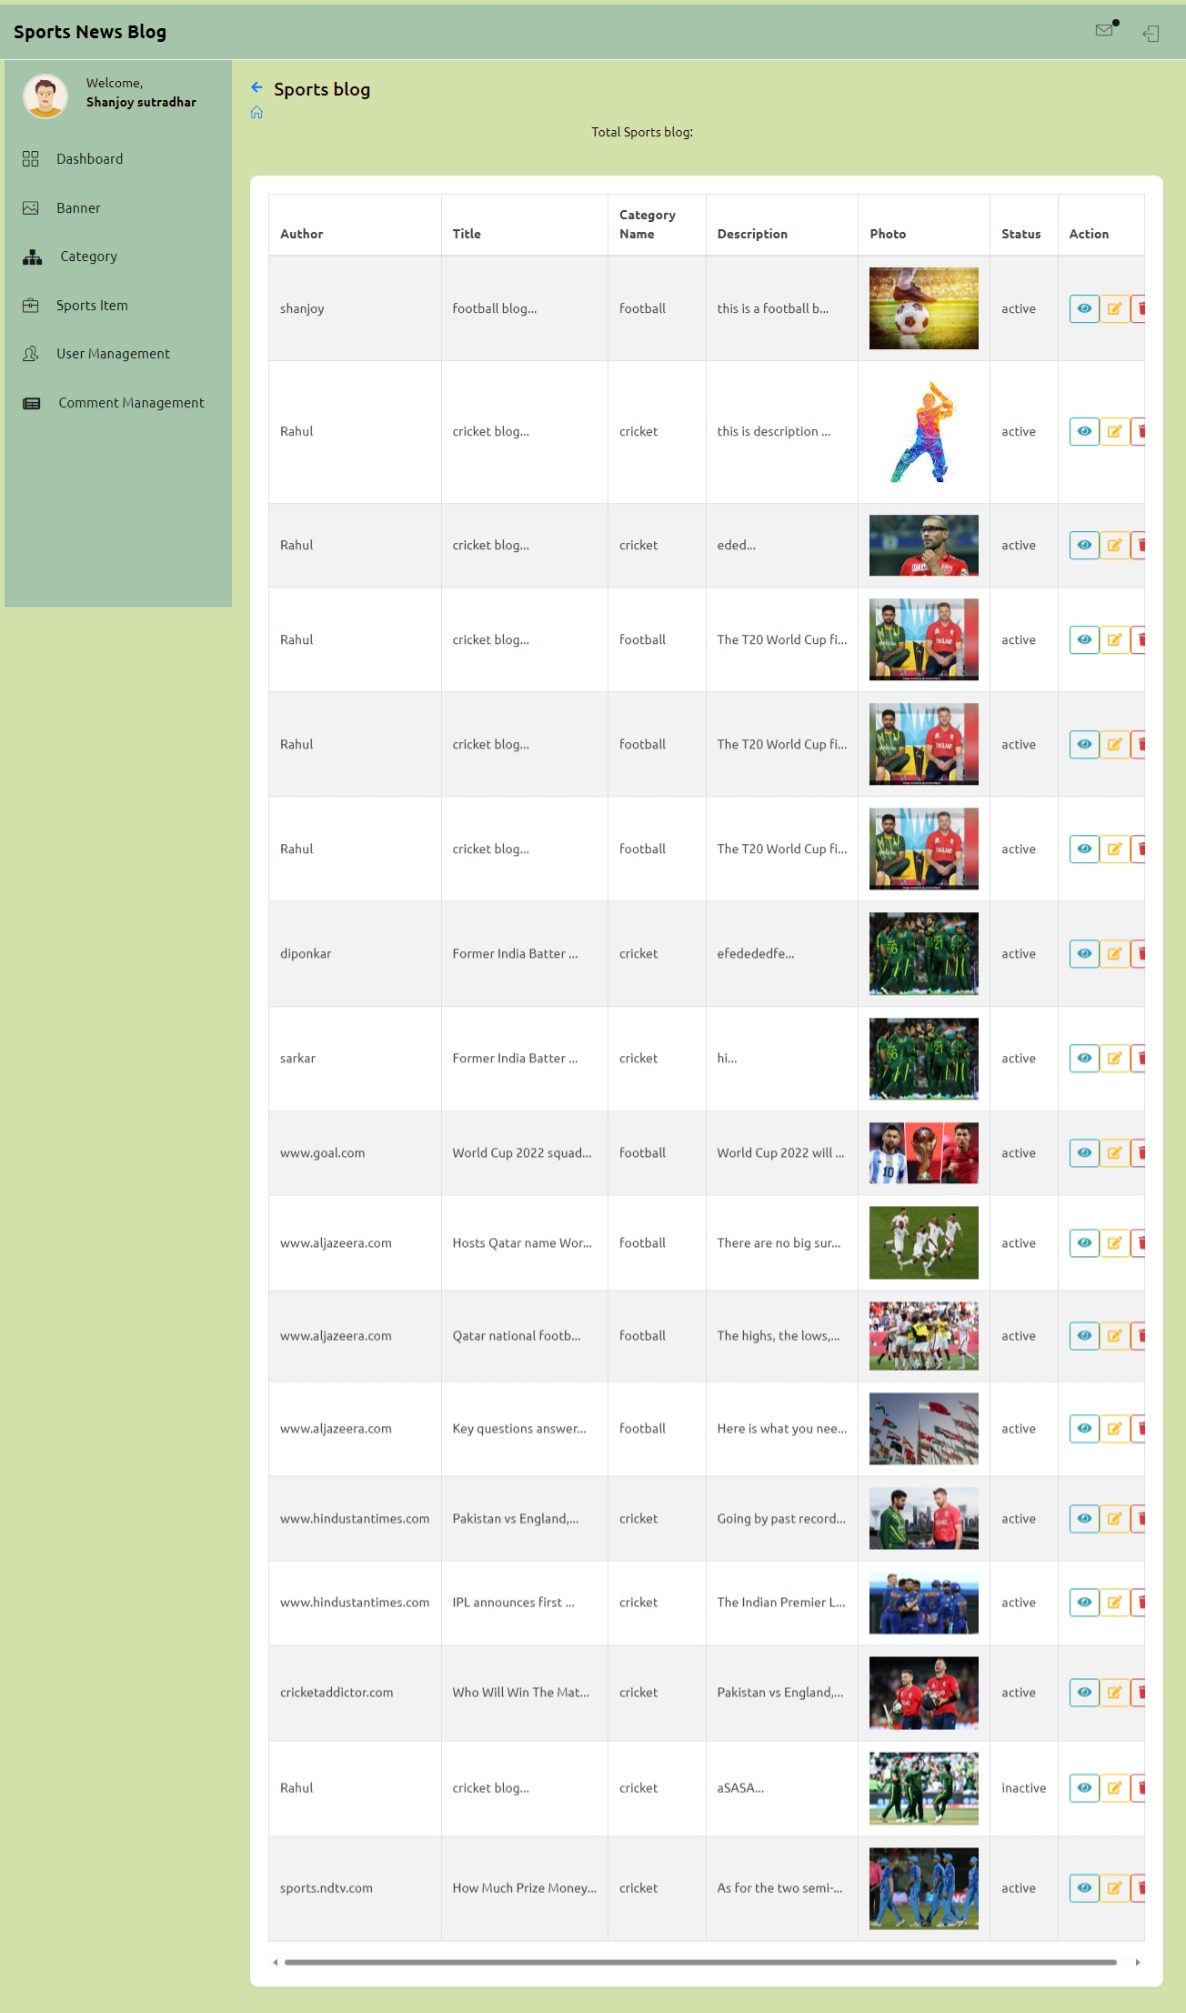 Sports News Blog
Welcome,
Shanjoy sutradhar
Dashboard
Banner
Category
Sports Item
User Management
Comment Management
Sports blog
Total Sports blog:
Author Title Category Name Description Photo Status Action
shanjoy football blog... football this is a football b... active
Rahul cricket blog... cricket this is description ... active
Rahul cricket blog... cricket eded... active
Rahul cricket blog... football The T20 World Cup fi... active
Rahul cricket blog... football The T20 World Cup fi... active
Rahul cricket blog... football The T20 World Cup fi... active
diponkar Former India Batter ... cricket efedededfe... active
sarkar Former India Batter ... cricket hi... active
www.goal.com World Cup 2022 squad... football World Cup 2022 will ... active
www.aljazeera.com Hosts Qatar name Wor... football There are no big sur... active
www.aljazeera.com Qatar national footb... football The highs, the lows,... active
www.aljazeera.com Key questions answer... football Here is what you nee... active
www.hindustantimes.com Pakistan vs England,... cricket Going by past record... active
www.hindustantimes.com IPL announces first ... cricket The Indian Premier L... active
cricketaddictor.com Who Will Win The Mat... cricket Pakistan vs England,... active
Rahul cricket blog... cricket aSASA... inactive
sports.ndtv.com How Much Prize Money... cricket As for the two semi-... active